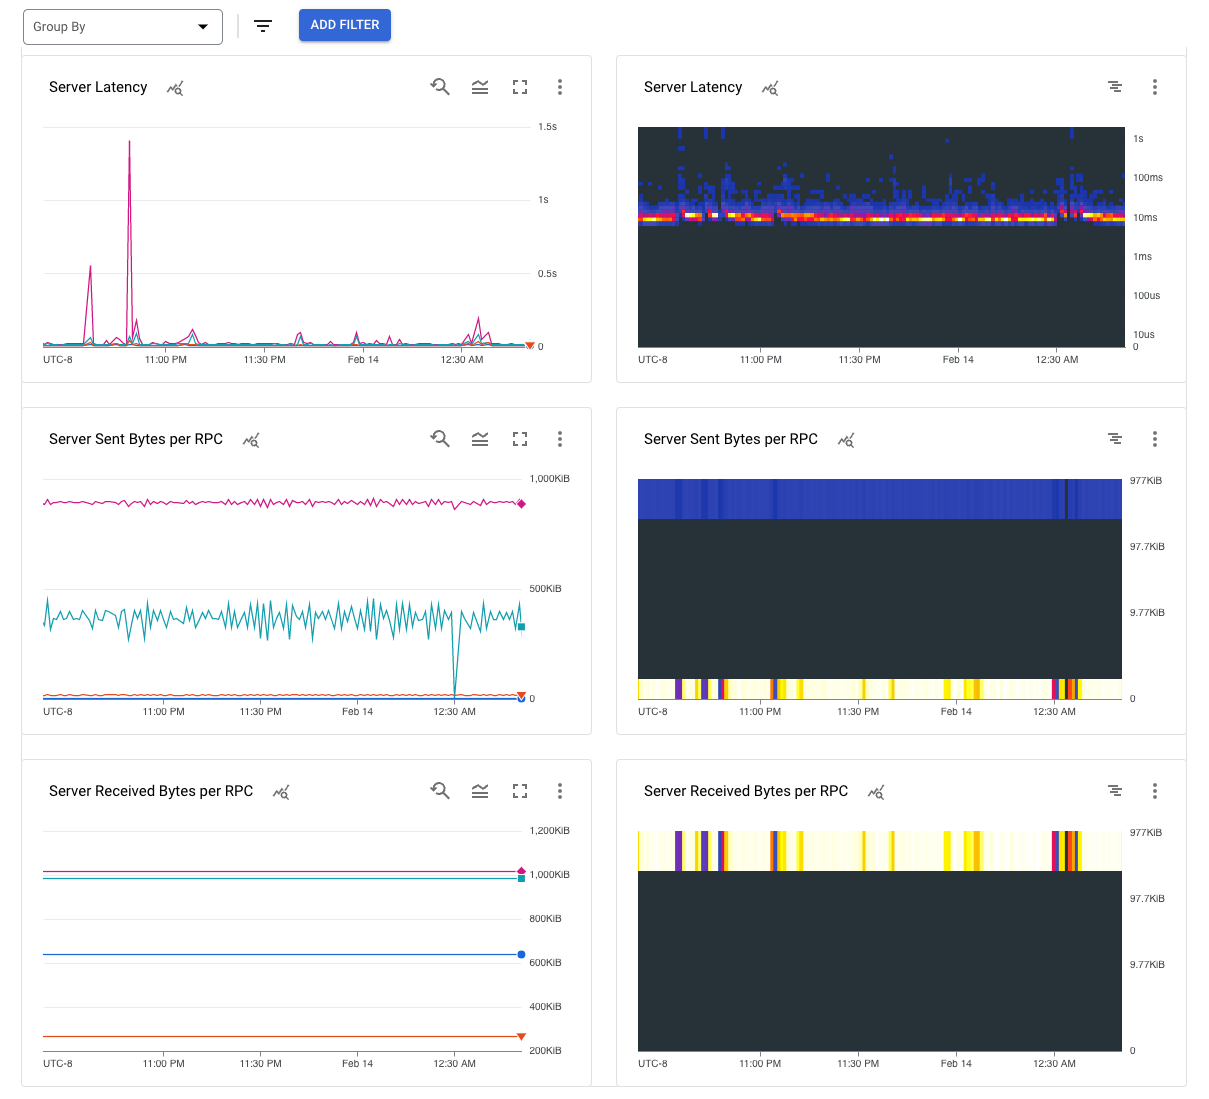 Group By
ADD FILTER
Server Latency
1.5s
1s
0.5s
0
UTC-8 11:00 PM 11:30 PM Feb 14 12:30 AM
Server Latency
1s
100ms
10ms
1ms
100us
10us
0
UTC-8 11:00 PM 11:30 PM Feb 14 12:30 AM
Server Sent Bytes per RPC
1,000KiB
500KiB
0
UTC-8 11:00 PM 11:30 PM Feb 14 12:30 AM
Server Sent Bytes per RPC
977KiB
97.7KiB
9.77KiB
0
UTC-8 11:00 PM 11:30 PM Feb 14 12:30 AM
Server Received Bytes per RPC
1,200KiB
1,000KiB
800KiB
600KiB
400KiB
200KiB
UTC-8 11:00 PM 11:30 PM Feb 14 12:30 AM
Server Received Bytes per RPC
977KiB
97.7KiB
9.77KiB
0
UTC-8 11:00 PM 11:30 PM Feb 14 12:30 AM